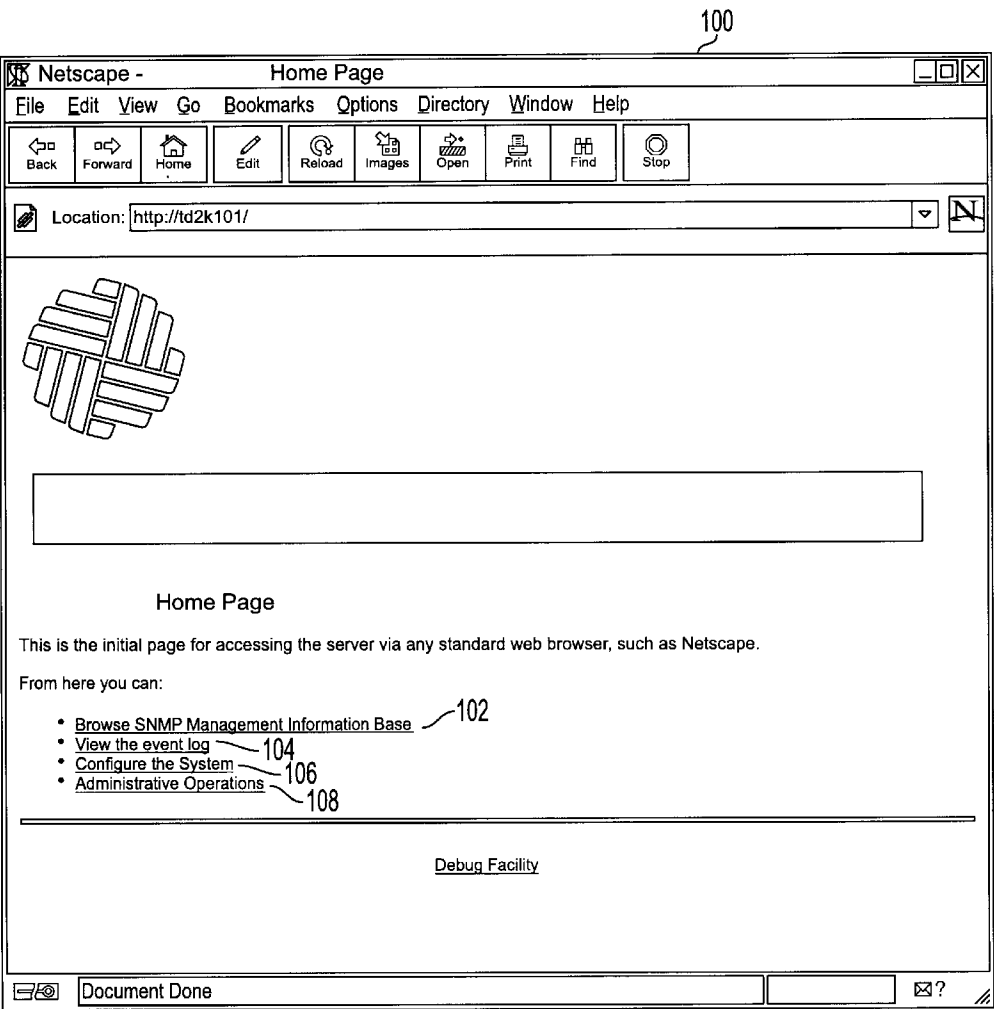 100
Netscape - Home Page
File Edit View Go Bookmarks Options Directory Window Help
Back Forward Home Edit Reload Images Open Print Find Stop
Location: http://td2k101/ N
Home Page
This is the initial page for accessing the server via any standard web browser, such as Netscape.
From here you can:
• Browse SNMP Management Information Base 102
• View the event log 104
• Configure the System 106
• Administrative Operations 108
Debug Facility
Document Done ?